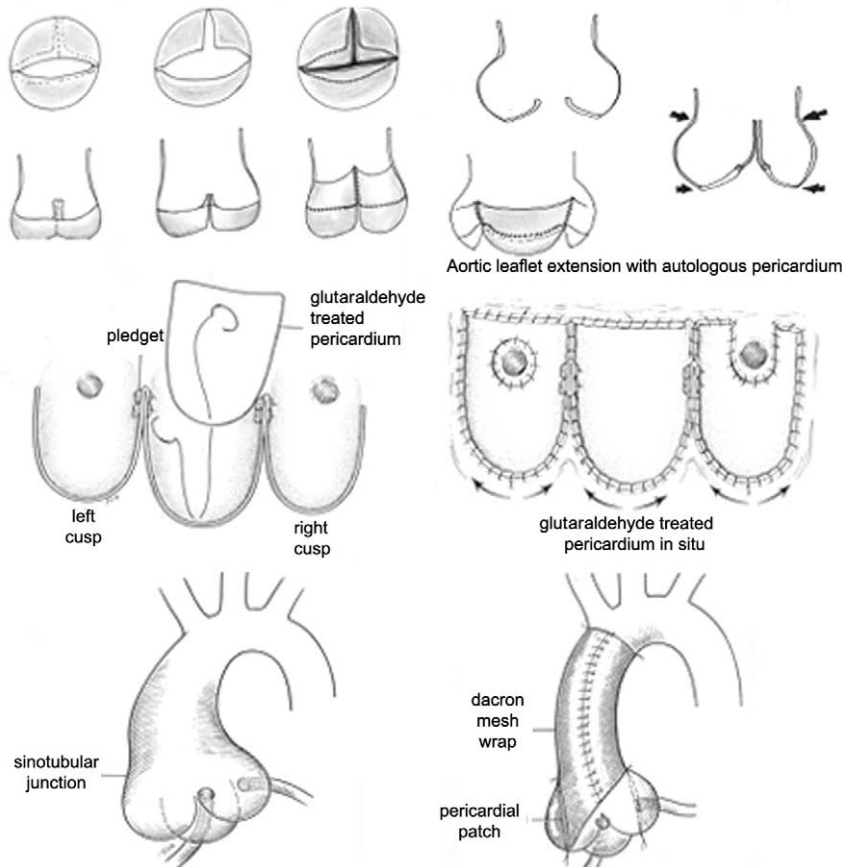 Aortic leaflet extension with autologous pericardium
glutaraldehyde
treated
pericardium
pledget
left
cusp
right
cusp
glutaraldehyde treated
pericardium in situ
sinotubular
junction
dacron
mesh
wrap
pericardial
patch